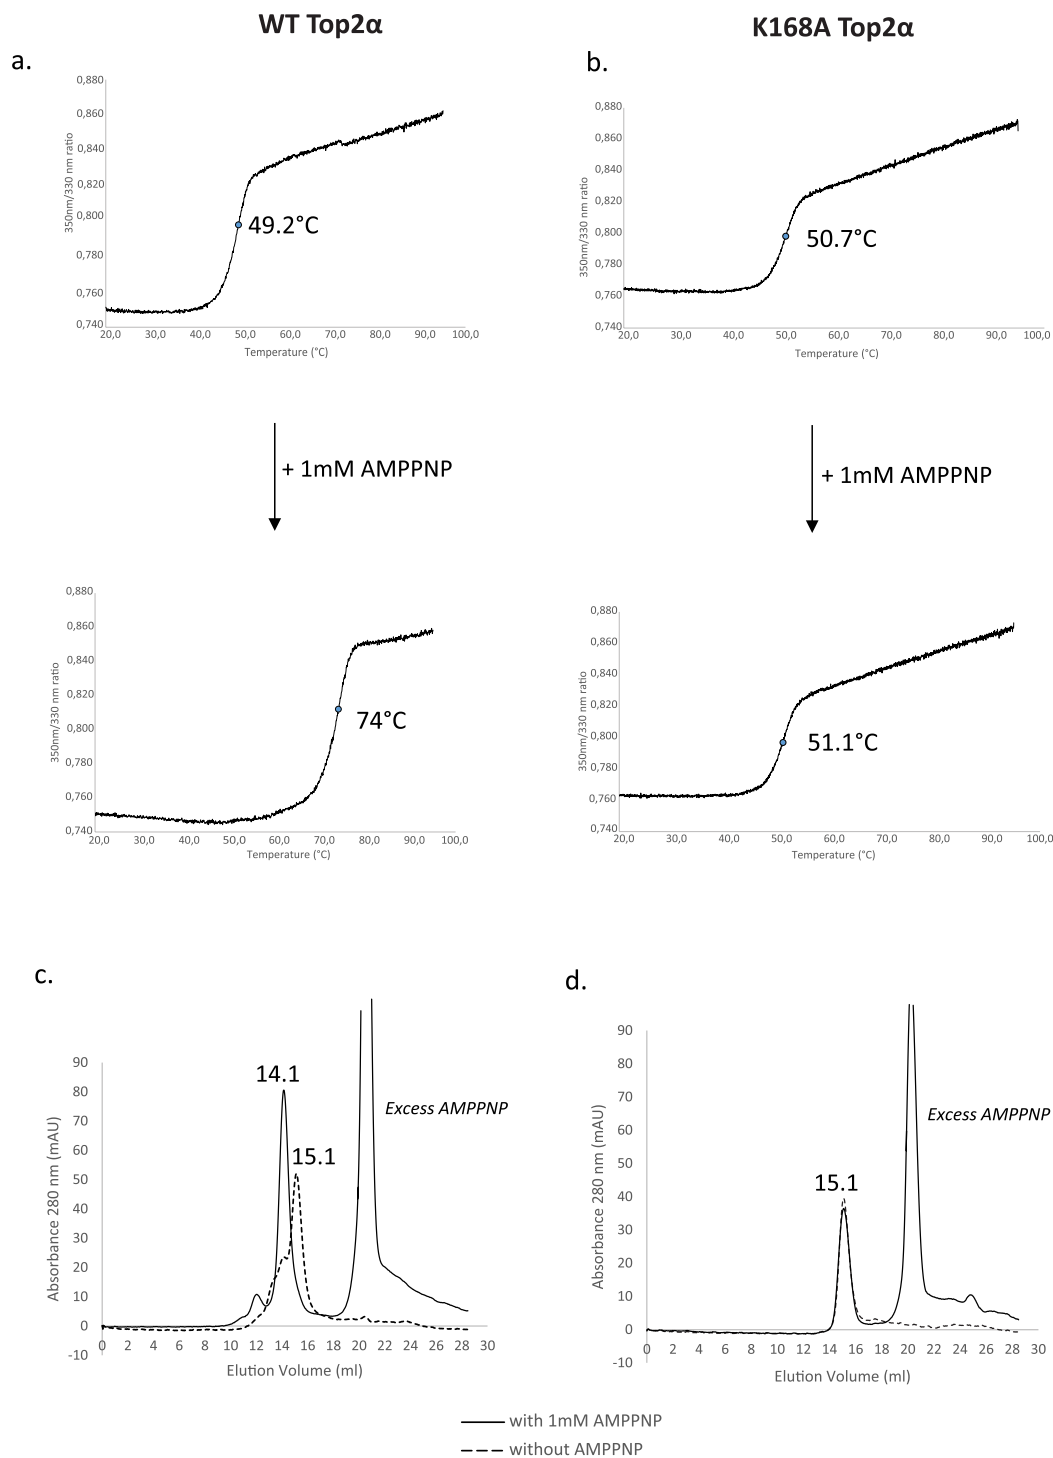 WT Top2α
K168A Top2α
a.
0,880
0,860
0,840
0,820
0,800
0,780
0,760
0,740
350nm/330 nm ratio
49.2°C
20,0 30,0 40,0 50,0 60,0 70,0 80,0 90,0 100,0
Temperature (°C)
b.
0,880
0,860
0,840
0,820
0,800
0,780
0,760
0,740
350nm/330 nm ratio
50.7°C
20,0 30,0 40,0 50,0 60,0 70,0 80,0 90,0 100,0
Temperature (°C)
+ 1mM AMPPNP
+ 1mM AMPPNP
0,880
0,860
0,840
0,820
0,800
0,780
0,760
0,740
350nm/330 nm ratio
74°C
20,0 30,0 40,0 50,0 60,0 70,0 80,0 90,0 100,0
Temperature (°C)
0,880
0,860
0,840
0,820
0,800
0,780
0,760
0,740
350nm/330 nm ratio
51.1°C
20,0 30,0 40,0 50,0 60,0 70,0 80,0 90,0 100,0
Temperature (°C)
c.
90
80
70
60
50
40
30
20
10
0
-10
Absorbance 280 nm (mAU)
14.1
15.1
Excess AMPPNP
0 2 4 6 8 10 12 14 16 18 20 22 24 26 28 30
Elution Volume (ml)
d.
90
80
70
60
50
40
30
20
10
0
-10
Absorbance 280 nm (mAU)
15.1
Excess AMPPNP
0 2 4 6 8 10 12 14 16 18 20 22 24 26 28 30
Elution Volume (ml)
with 1mM AMPPNP
without AMPPNP